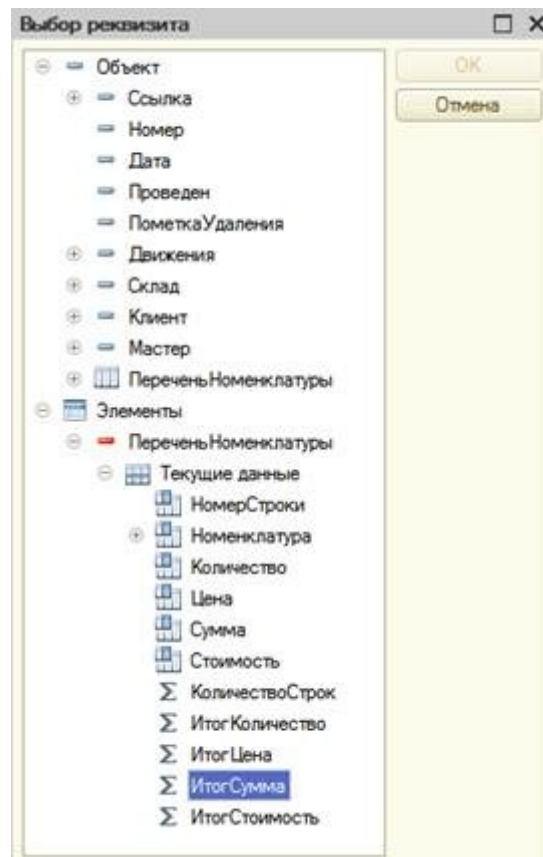 Выбор реквизита
Объект
ОК
Ссылка
Отмена
Номер
Дата
Проведен
ПометкаУдаления
Движения
Склад
Клиент
Мастер
ПереченьНоменклатуры
Элементы
ПереченьНоменклатуры
Текущие данные
НомерСтроки
Номенклатура
Количество
Цена
Сумма
Стоимость
КоличествоСтрок
ИтогКоличество
ИтогЦена
ИтогСумма
ИтогСтоимость